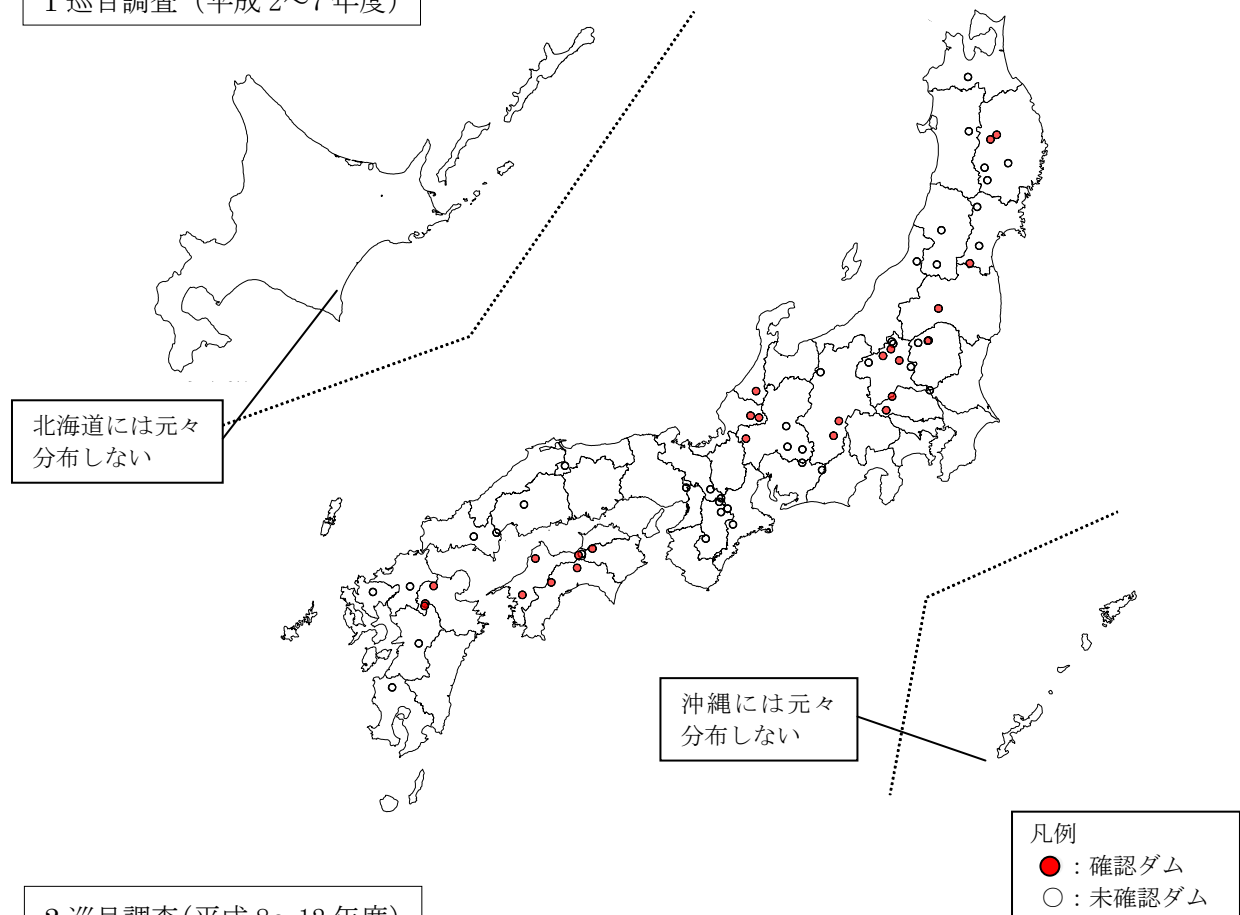 1巡目調査（平成2～7年度）
北海道には元々
分布しない
沖縄には元々
分布しない
凡例
：確認ダム
：未確認ダム
2巡目調査(平成8～12年度)